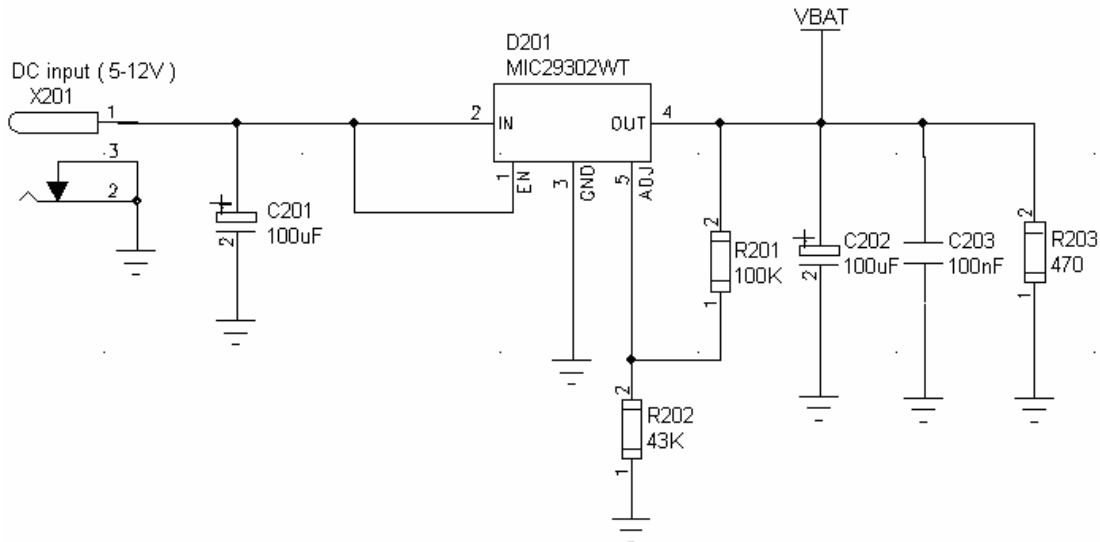 VBAT
D201
MIC29302WT
DC input ( 5-12V )
X201
1
2
IN
OUT
4
3
2
1
EN
3
GND
5
ADJ
C201
100uF
2
2
R201
100K
1
C202
100uF
2
C203
100nF
2
R203
470
1
2
R202
43K
1